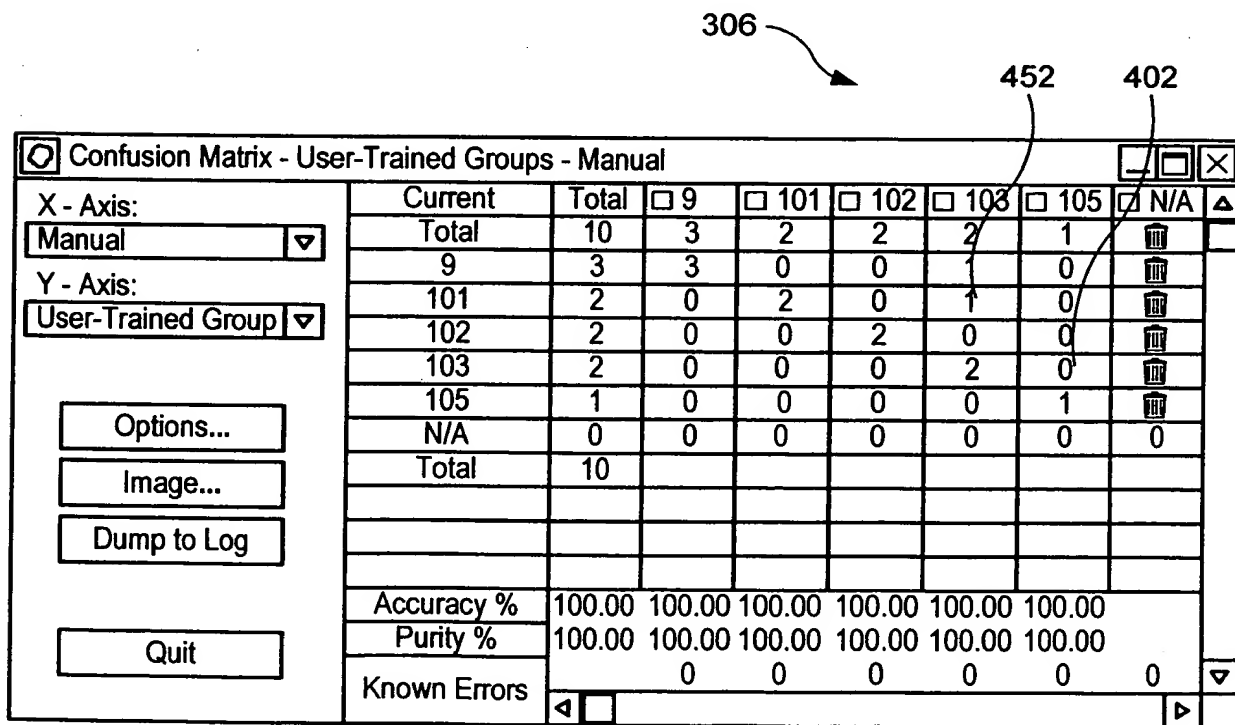 306
452 402
Confusion Matrix - User-Trained Groups - Manual
X - Axis:
Manual
Y - Axis:
User-Trained Group
Options...
Image...
Dump to Log
Quit
Current Total 9 101 102 103 105 N/A
Total 10 3 2 2 2 1
9 3 3 0 0 1 0
101 2 0 2 0 1 0
102 2 0 0 2 0 0
103 2 0 0 0 2 0
105 1 0 0 0 0 1
N/A 0 0 0 0 0 0 0
Total 10
Accuracy % 100.00 100.00 100.00 100.00 100.00 100.00
Purity % 100.00 100.00 100.00 100.00 100.00 100.00
Known Errors 0 0 0 0 0 0